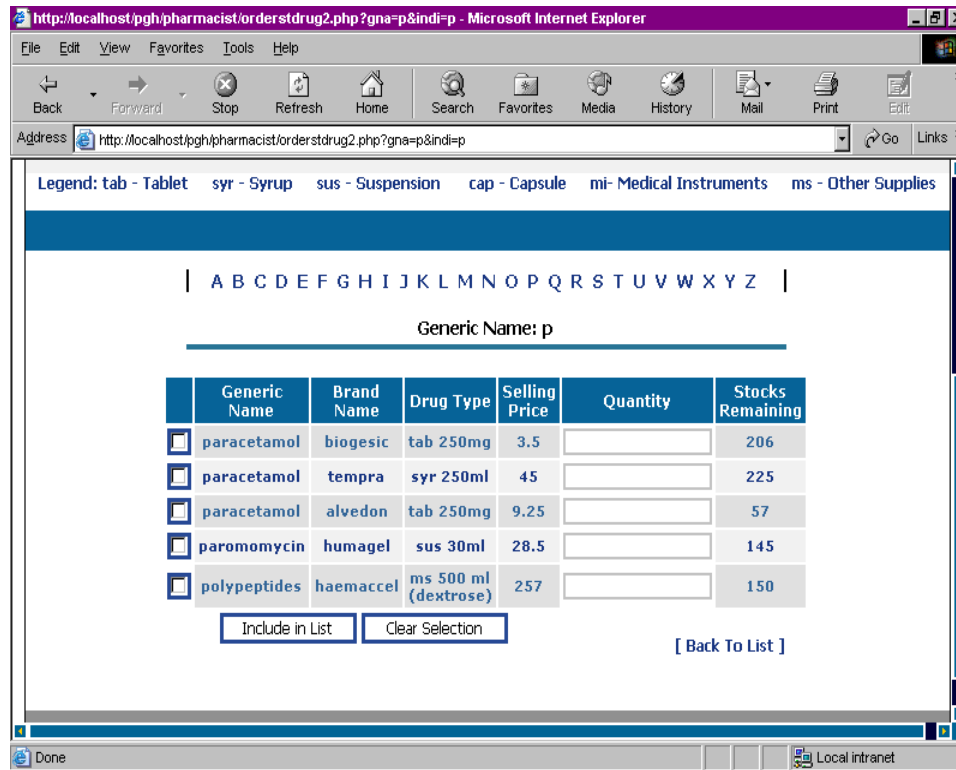 http://localhost/pgh/pharmacist/orderstdrug2.php?gna=p&indi=p - Microsoft Internet Explorer
File Edit View Favorites Tools Help
Back Forward Stop Refresh Home Search Favorites Media History Mail Print Edit
Address http://localhost/pgh/pharmacist/orderstdrug2.php?gna=p&indi=p Go Links
Legend: tab - Tablet syr - Syrup sus - Suspension cap - Capsule mi- Medical Instruments ms - Other Supplies
| A B C D E F G H I J K L M N O P Q R S T U V W X Y Z |
Generic Name: p
Generic Name Brand Name Drug Type Selling Price Quantity Stocks Remaining
paracetamol biogesic tab 250mg 3.5 206
paracetamol tempra syr 250ml 45 225
paracetamol alvedon tab 250mg 9.25 57
paromomycin humagel sus 30ml 28.5 145
polypeptides haemaccel ms 500 ml (dextrose) 257 150
Include in List Clear Selection
[ Back To List ]
Done Local intranet